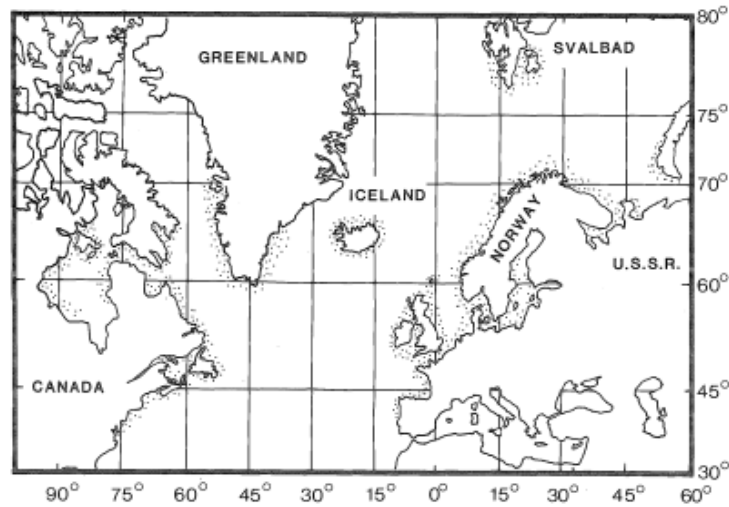 80°
GREENLAND
SVALBAD
75°
70°
ICELAND
NORWAY
U.S.S.R.
60°
CANADA
45°
30°
90° 75° 60° 45° 30° 15° 0° 15° 30° 45° 60°